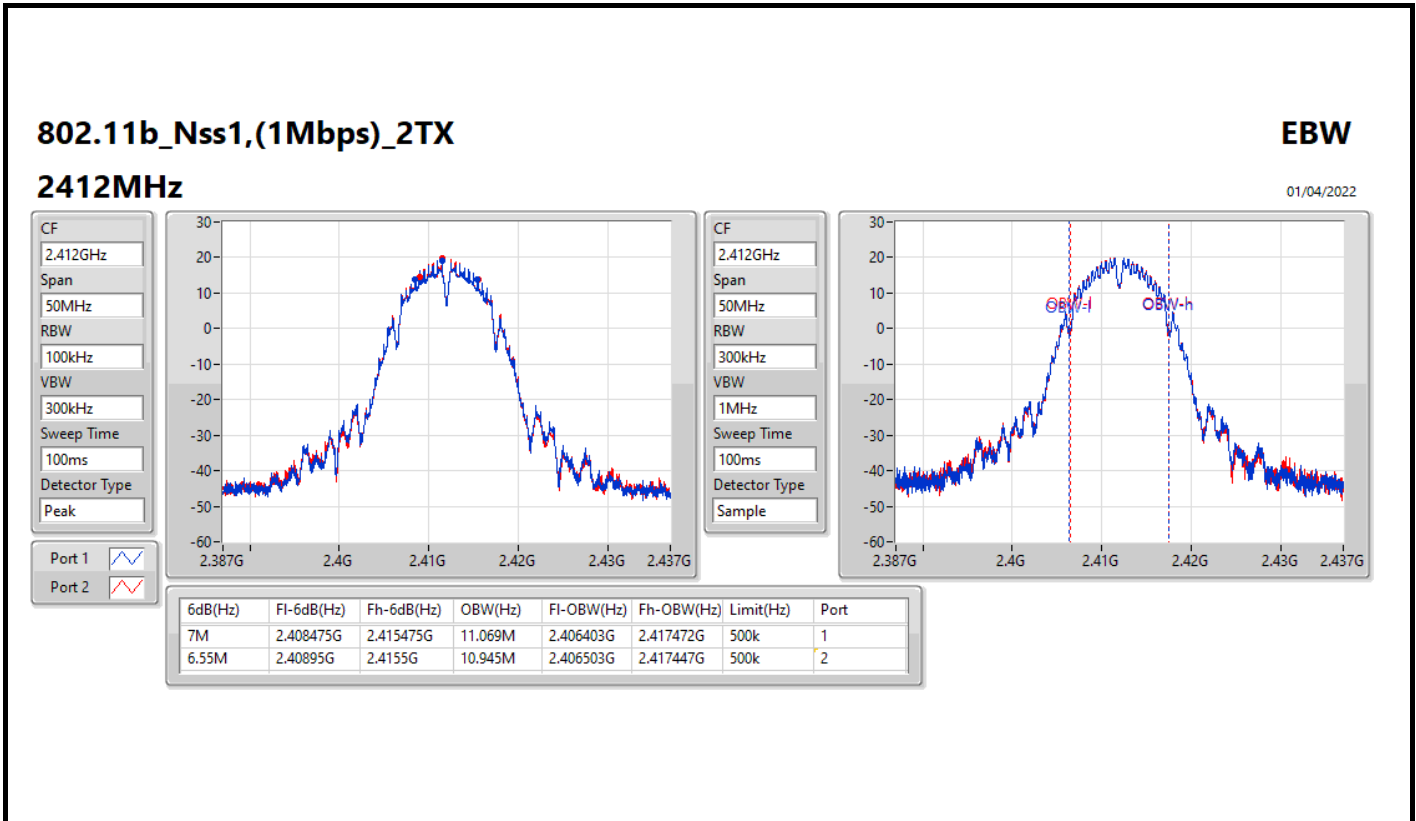 802.11b_Nss1,(1Mbps)_2TX
EBW
2412MHz
01/04/2022
CF
2.412GHz
Span
50MHz
RBW
100kHz
VBW
300kHz
Sweep Time
100ms
Detector Type
Peak
Port 1
Port 2
30
20
10
0
-10
-20
-30
-40
-50
-60
2.387G 2.4G 2.41G 2.42G 2.43G 2.437G
CF
2.412GHz
Span
50MHz
RBW
300kHz
VBW
1MHz
Sweep Time
100ms
Detector Type
Sample
30
20
10
0
-10
-20
-30
-40
-50
-60
OBW-l OBW-h
2.387G 2.4G 2.41G 2.42G 2.43G 2.437G
6dB(Hz) Fl-6dB(Hz) Fh-6dB(Hz) OBW(Hz) Fl-OBW(Hz) Fh-OBW(Hz) Limit(Hz) Port
7M 2.408475G 2.415475G 11.069M 2.406403G 2.417472G 500k 1
6.55M 2.40895G 2.4155G 10.945M 2.406503G 2.417447G 500k 2